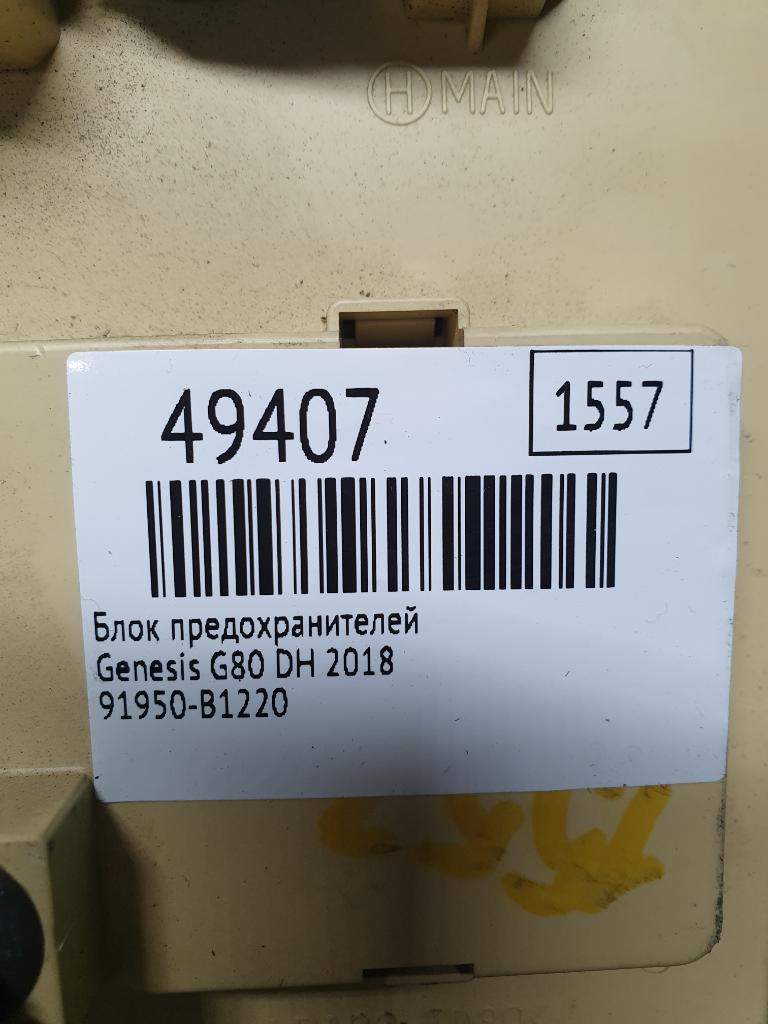 H MAIN
49407
1557
Блок предохранителей
Genesis G80 DH 2018
91950-B1220